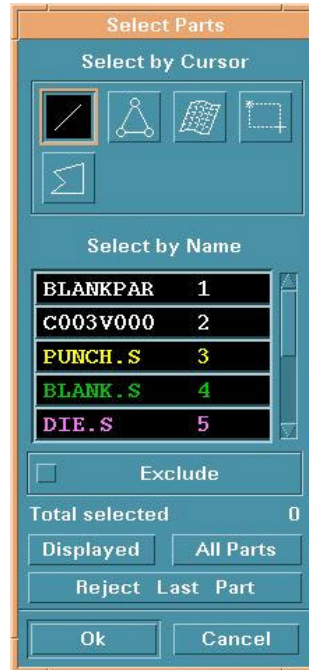 Select Parts
Select by Cursor
Select by Name
BLANKPAR 1
C003V000 2
PUNCH.S 3
BLANK.S 4
DIE.S 5
Exclude
Total selected 0
Displayed All Parts
Reject Last Part
Ok Cancel